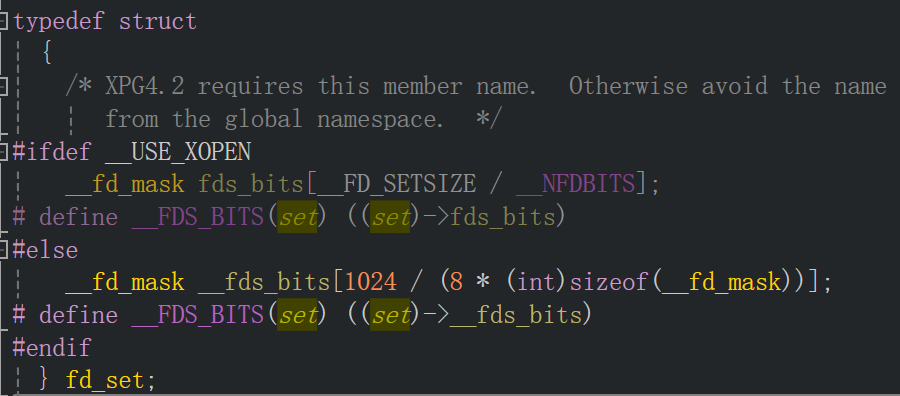 typedef struct
{
/* XPG4.2 requires this member name.  Otherwise avoid the name
from the global namespace.  */
#ifdef __USE_XOPEN
__fd_mask fds_bits[__FD_SETSIZE / __NFDBITS];
# define __FDS_BITS(set) ((set)->fds_bits)
#else
__fd_mask __fds_bits[1024 / (8 * (int)sizeof(__fd_mask))];
# define __FDS_BITS(set) ((set)->__fds_bits)
#endif
} fd_set;